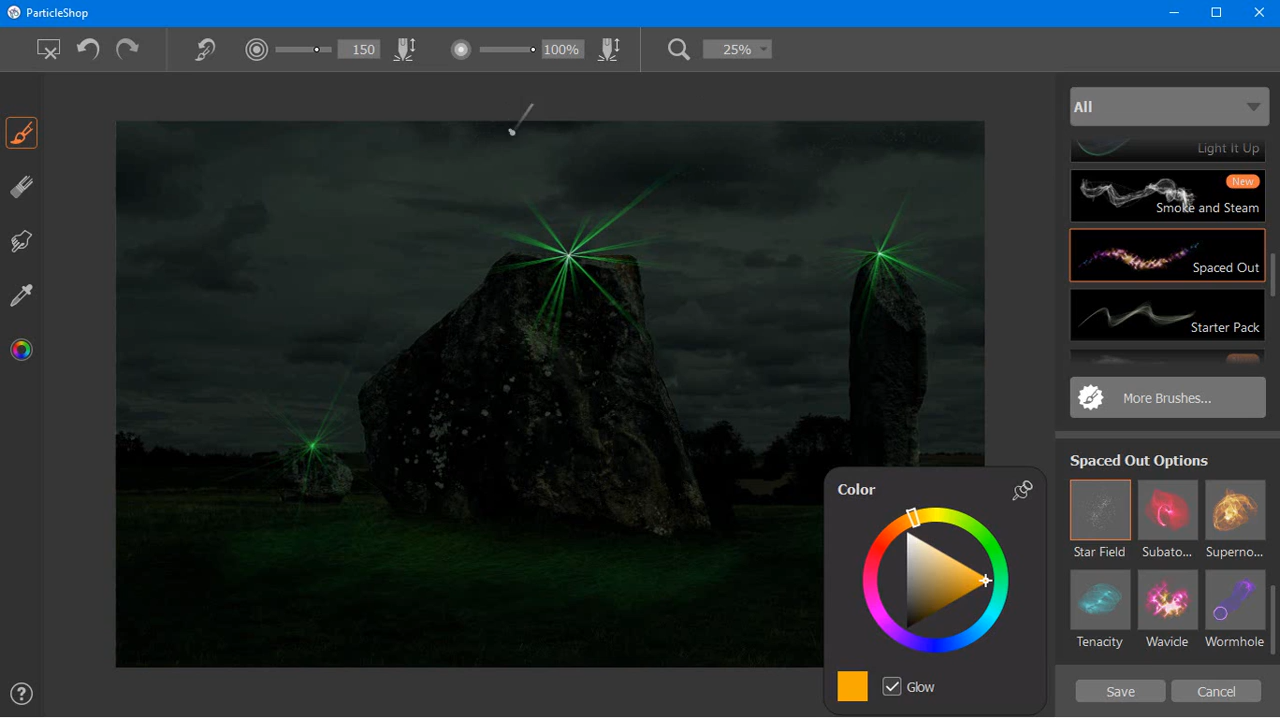 ParticleShop
150
100%
25%
All
Light It Up
New
Smoke and Steam
Spaced Out
Starter Pack
More Brushes...
Spaced Out Options
Star Field
Subato...
Superno...
Tenacity
Wavicle
Wormhole
Color
Glow
Save
Cancel